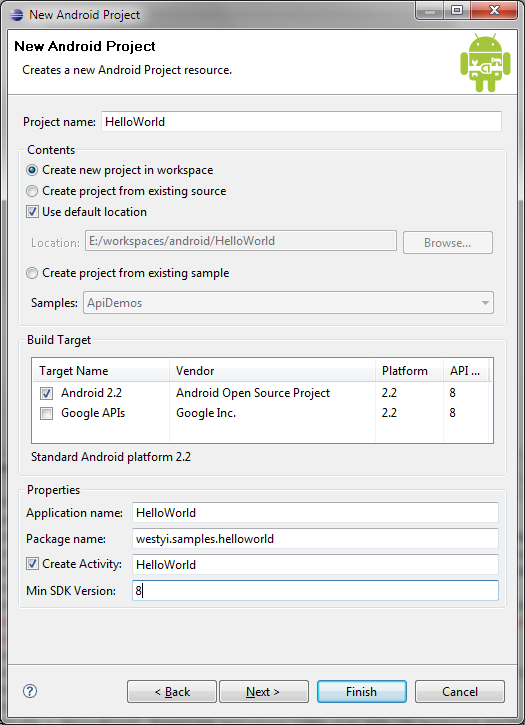 New Android Project
New Android Project
Creates a new Android Project resource.
Project name: HelloWorld
Contents
Create new project in workspace
Create project from existing source
Use default location
Location: E:/workspaces/android/HelloWorld Browse...
Create project from existing sample
Samples: ApiDemos
Build Target
Target Name Vendor Platform API ...
Android 2.2 Android Open Source Project 2.2 8
Google APIs Google Inc. 2.2 8
Standard Android platform 2.2
Properties
Application name: HelloWorld
Package name: westyi.samples.helloworld
Create Activity: HelloWorld
Min SDK Version: 8
? < Back Next > Finish Cancel